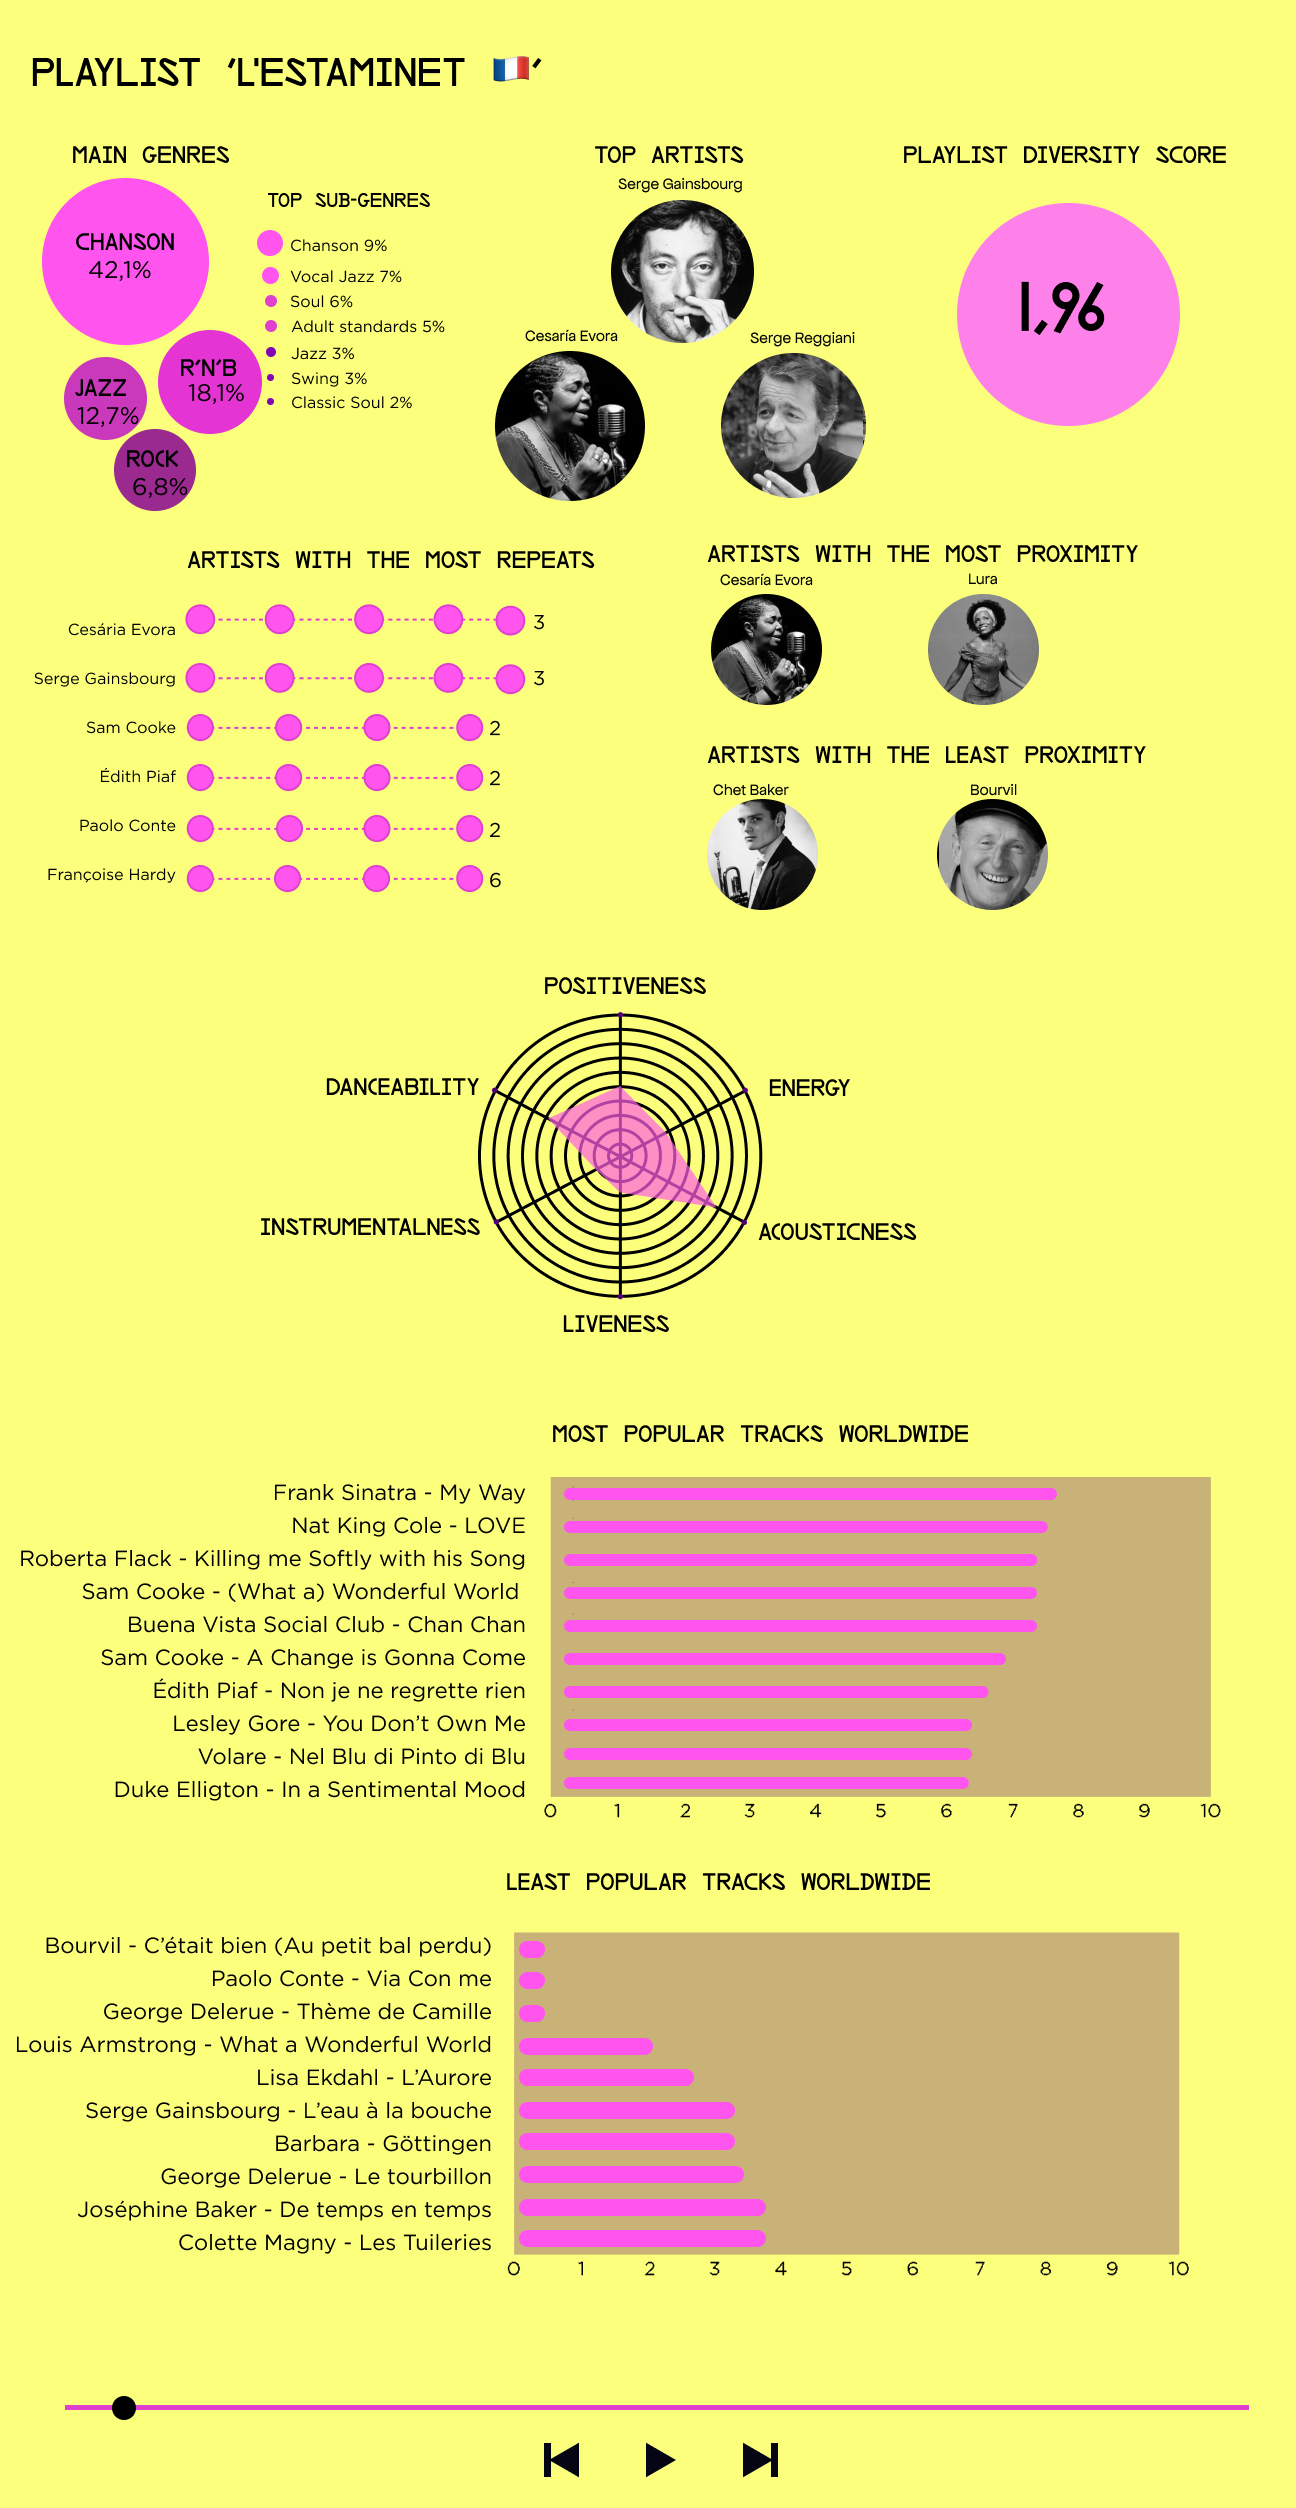 PLAYLIST 'L'ESTAMINET 🇫🇷'
MAIN GENRES
CHANSON
42,1%
R'N'B
18,1%
JAZZ
12,7%
ROCK
6,8%
TOP SUB-GENRES
Chanson 9%
Vocal Jazz 7%
Soul 6%
Adult standards 5%
Jazz 3%
Swing 3%
Classic Soul 2%
TOP ARTISTS
Serge Gainsbourg
Cesaría Evora
Serge Reggiani
PLAYLIST DIVERSITY SCORE
1,96
ARTISTS WITH THE MOST REPEATS
Cesária Evora 3
Serge Gainsbourg 3
Sam Cooke 2
Édith Piaf 2
Paolo Conte 2
Françoise Hardy 6
ARTISTS WITH THE MOST PROXIMITY
Cesaría Evora
Lura
ARTISTS WITH THE LEAST PROXIMITY
Chet Baker
Bourvil
POSITIVENESS
DANCEABILITY
ENERGY
INSTRUMENTALNESS
ACOUSTICNESS
LIVENESS
MOST POPULAR TRACKS WORLDWIDE
Frank Sinatra - My Way
Nat King Cole - LOVE
Roberta Flack - Killing me Softly with his Song
Sam Cooke - (What a) Wonderful World
Buena Vista Social Club - Chan Chan
Sam Cooke - A Change is Gonna Come
Édith Piaf - Non je ne regrette rien
Lesley Gore - You Don't Own Me
Volare - Nel Blu di Pinto di Blu
Duke Elligton - In a Sentimental Mood
0 1 2 3 4 5 6 7 8 9 10
LEAST POPULAR TRACKS WORLDWIDE
Bourvil - C'était bien (Au petit bal perdu)
Paolo Conte - Via Con me
George Delerue - Thème de Camille
Louis Armstrong - What a Wonderful World
Lisa Ekdahl - L'Aurore
Serge Gainsbourg - L'eau à la bouche
Barbara - Göttingen
George Delerue - Le tourbillon
Joséphine Baker - De temps en temps
Colette Magny - Les Tuileries
0 1 2 3 4 5 6 7 8 9 10